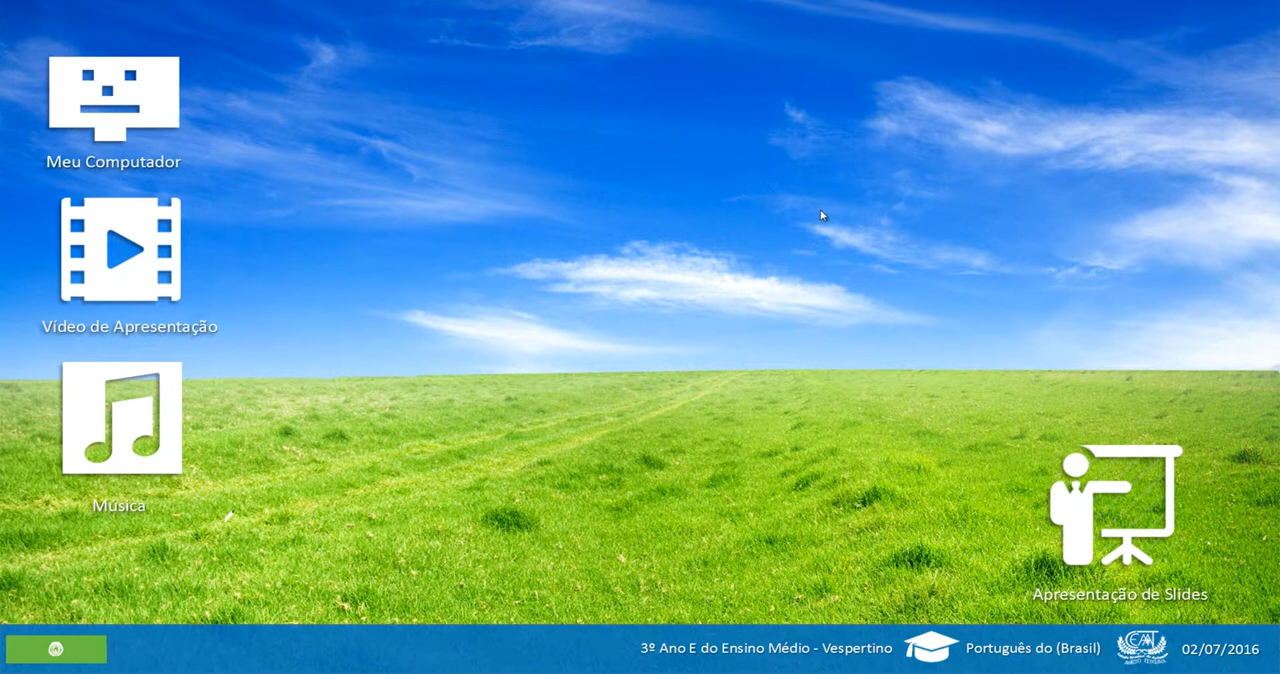 Meu Computador
Vídeo de Apresentação
Música
Apresentação de Slides
3º Ano E do Ensino Médio - Vespertino
Português do (Brasil)
02/07/2016